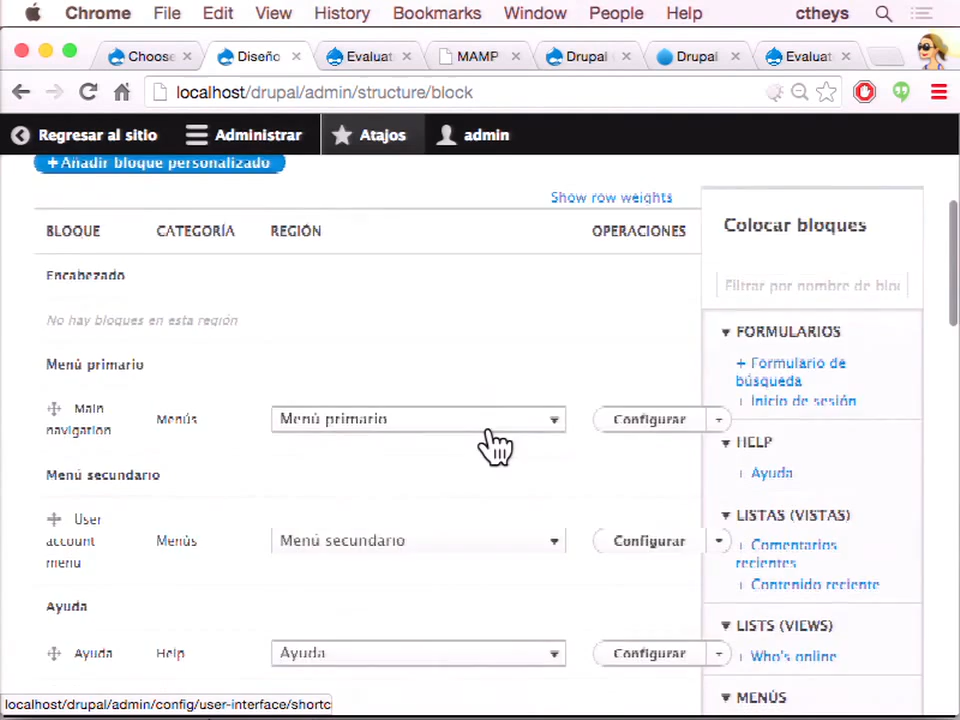 Chrome File Edit View History Bookmarks Window People Help ctheys
Choose Diseño Evaluat MAMP Drupal Drupal Evaluat
localhost/drupal/admin/structure/block
Regresar al sitio Administrar Atajos admin
+Añadir bloque personalizado
Show row weights
BLOQUE CATEGORÍA REGIÓN OPERACIONES
Colocar bloques
Encabezado
Filtrar por nombre de bloq
No hay bloques en esta región
FORMULARIOS
+ Formulario de
búsqueda
+ Inicio de sesión
Menú primario
Main
navigation
Menús
Menú primario
Configurar
HELP
+ Ayuda
Menú secundario
User
account
menu
Menús
Menú secundario
Configurar
LISTAS (VISTAS)
+ Comentarios
recientes
+ Contenido reciente
Ayuda
LISTS (VIEWS)
+ Who's online
Ayuda Help Ayuda Configurar
MENÚS
localhost/drupal/admin/config/user-interface/shortc